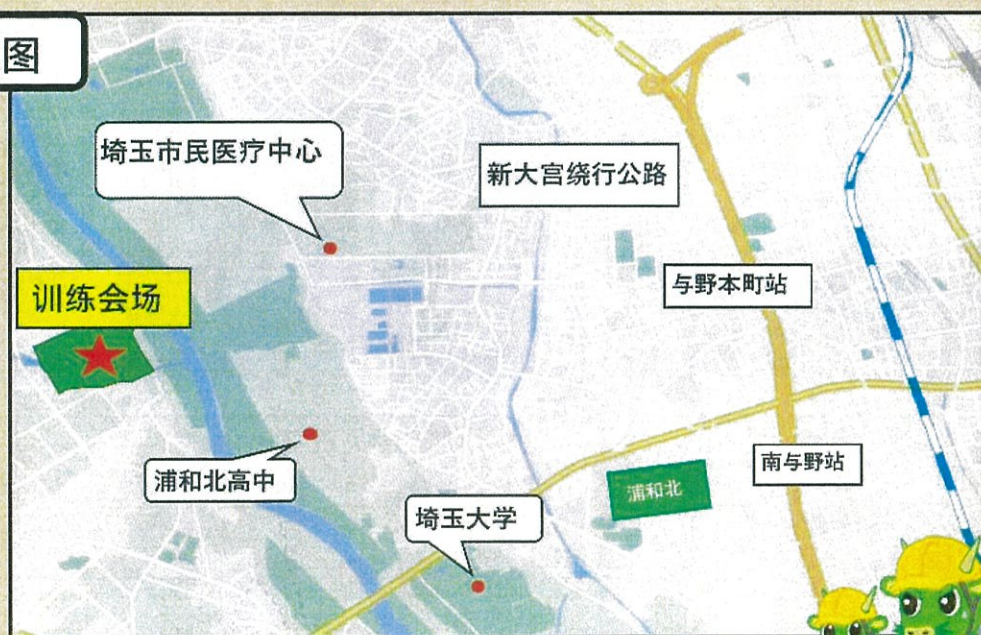 图
埼玉市民医疗中心
新大宫绕行公路
训练会场
与野本町站
浦和北高中
南与野站
浦和北
埼玉大学